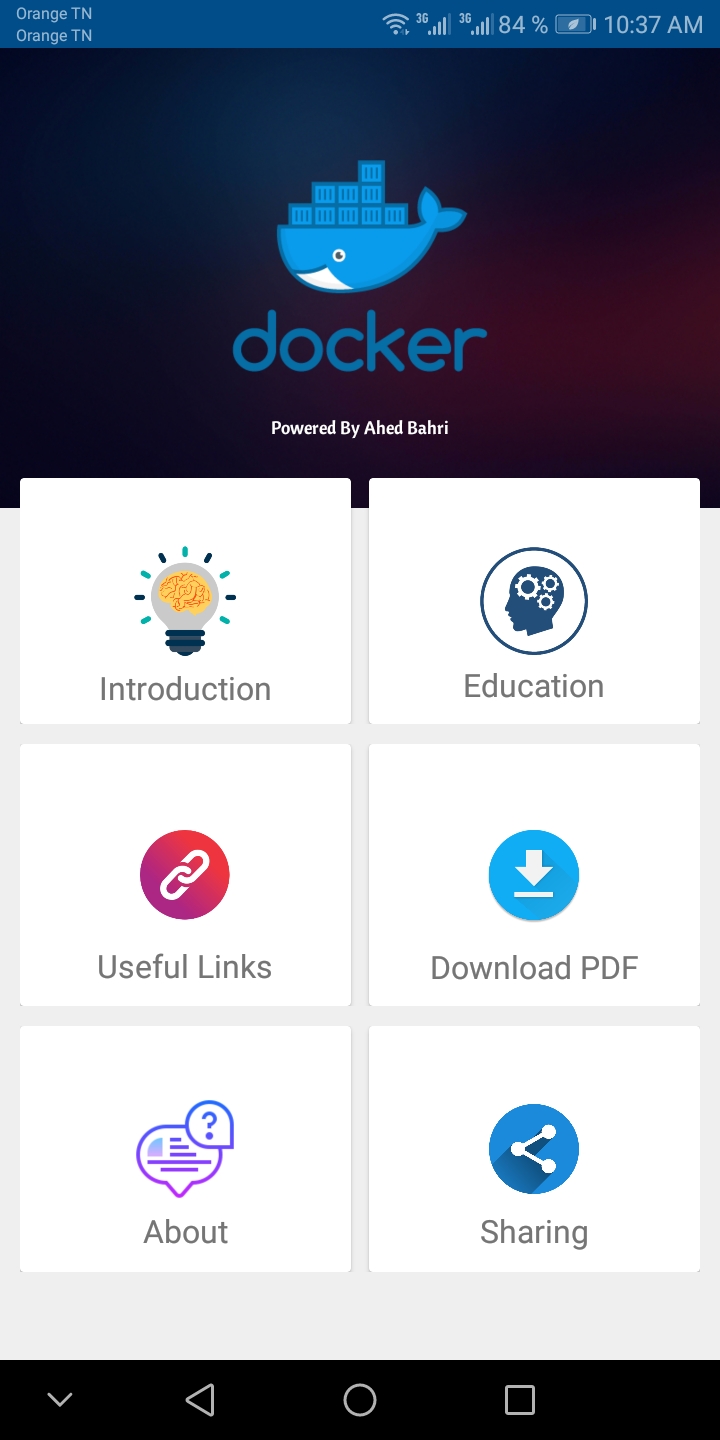 Orange TN
Orange TN
3G 3G 84 % 10:37 AM
docker
Powered By Ahed Bahri
Introduction
Education
Useful Links
Download PDF
?
About
Sharing